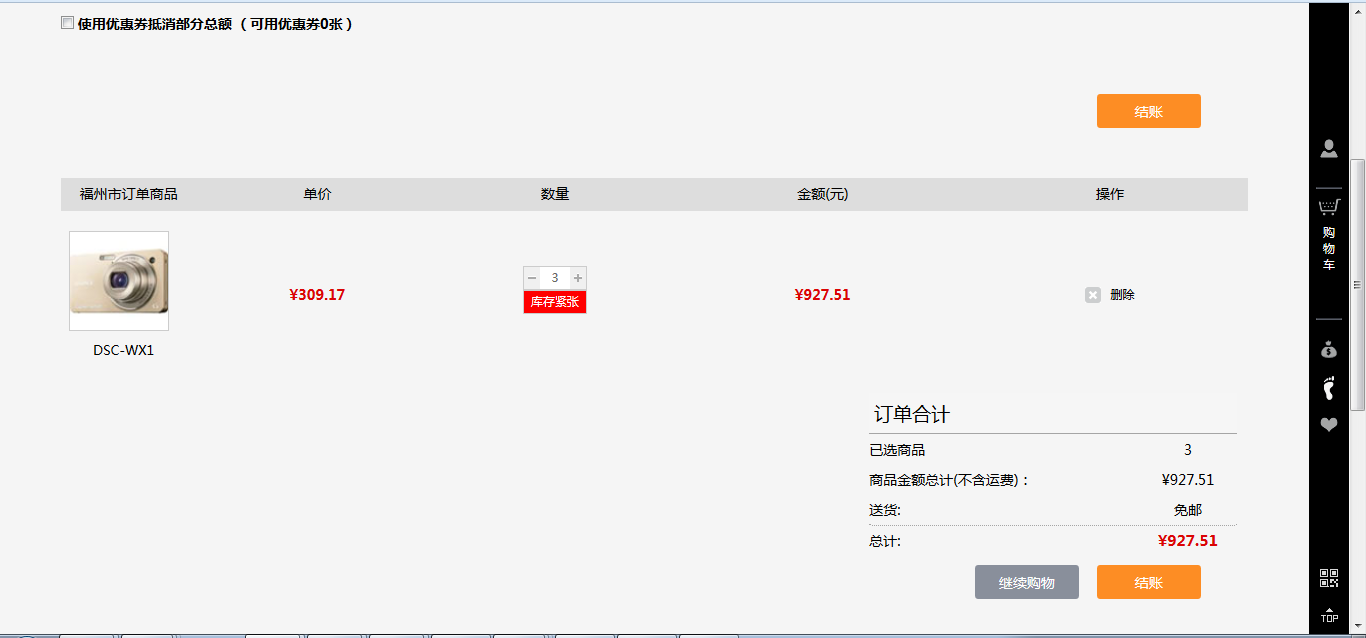 使用优惠券抵消部分总额 （可用优惠券0张）
结账
福州市订单商品 单价 数量 金额(元) 操作
¥309.17 3 ¥927.51 删除
库存紧张
DSC-WX1
购物车
订单合计
已选商品 3
商品金额总计(不含运费)： ¥927.51
送货: 免邮
总计: ¥927.51
继续购物 结账
TOP